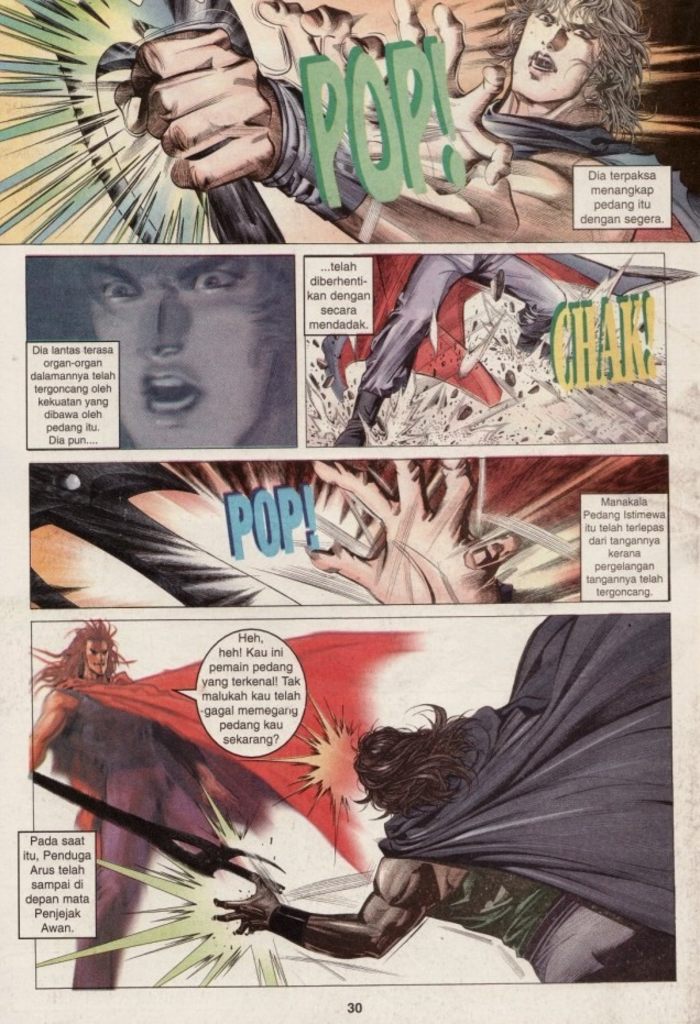 POP!
Dia terpaksa
menangkap
pedang itu
dengan segera.
Dia lantas terasa
organ-organ
dalamannya telah
tergoncang oleh
kekuatan yang
dibawa oleh
pedang itu.
Dia pun....
...telah
diberhenti-
kan dengan
secara
mendadak.
CHAK!
POP!
Manakala
Pedang Istimewa
itu telah terlepas
dari tangannya
kerana
pergelangan
tangannya telah
tergoncang.
Heh,
heh! Kau ini
pemain pedang
yang terkenal! Tak
malukah kau telah
-gagal memegang
pedang kau
sekarang?
Pada saat
itu, Penduga
Arus telah
sampai di
depan mata
Penjejak
Awan.
30